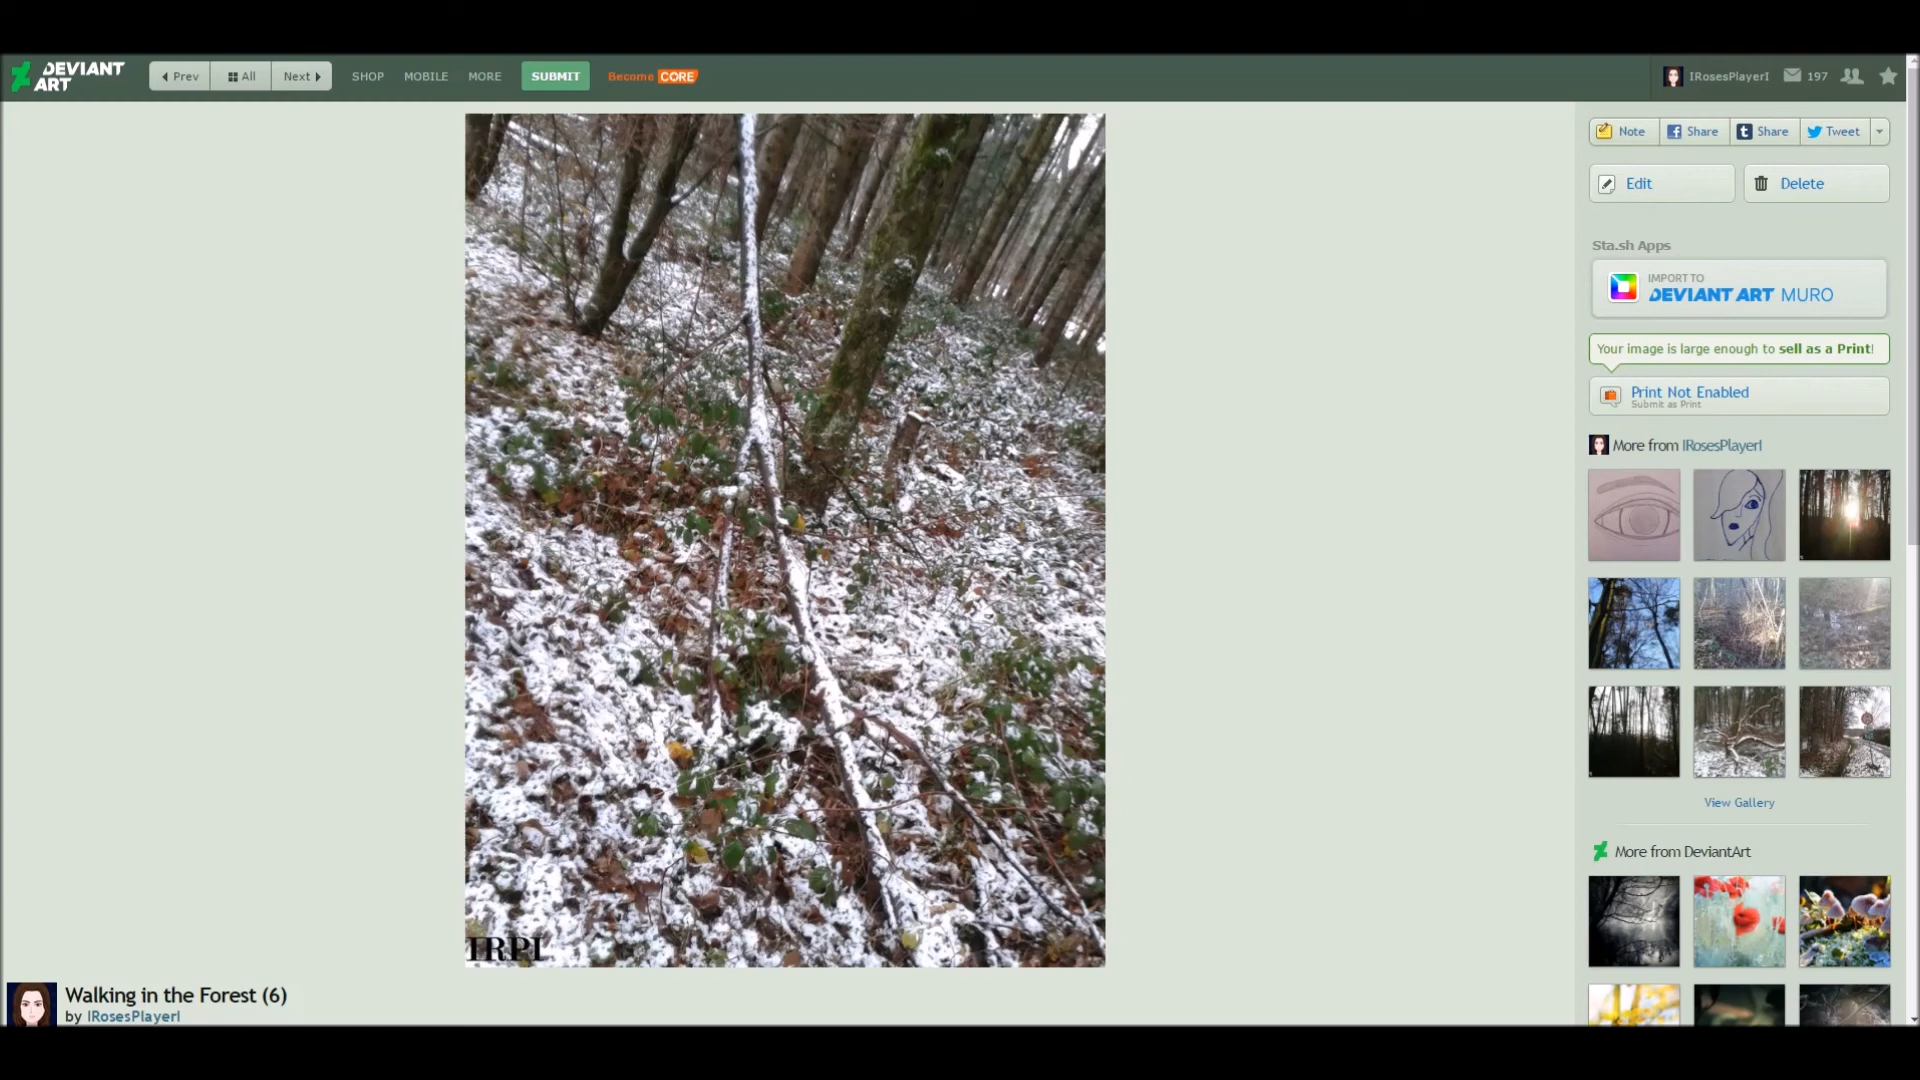 DEVIANT ART
Prev All Next SHOP MOBILE MORE SUBMIT Become CORE
IRosesPlayerI 197
Note Share Share Tweet
Edit Delete
Sta.sh Apps
IMPORT TO
DEVIANT ART MURO
Your image is large enough to sell as a Print!
Print Not Enabled
Submit as Print
More from IRosesPlayerI
View Gallery
More from DeviantArt
IRPI
Walking in the Forest (6)
by IRosesPlayerI